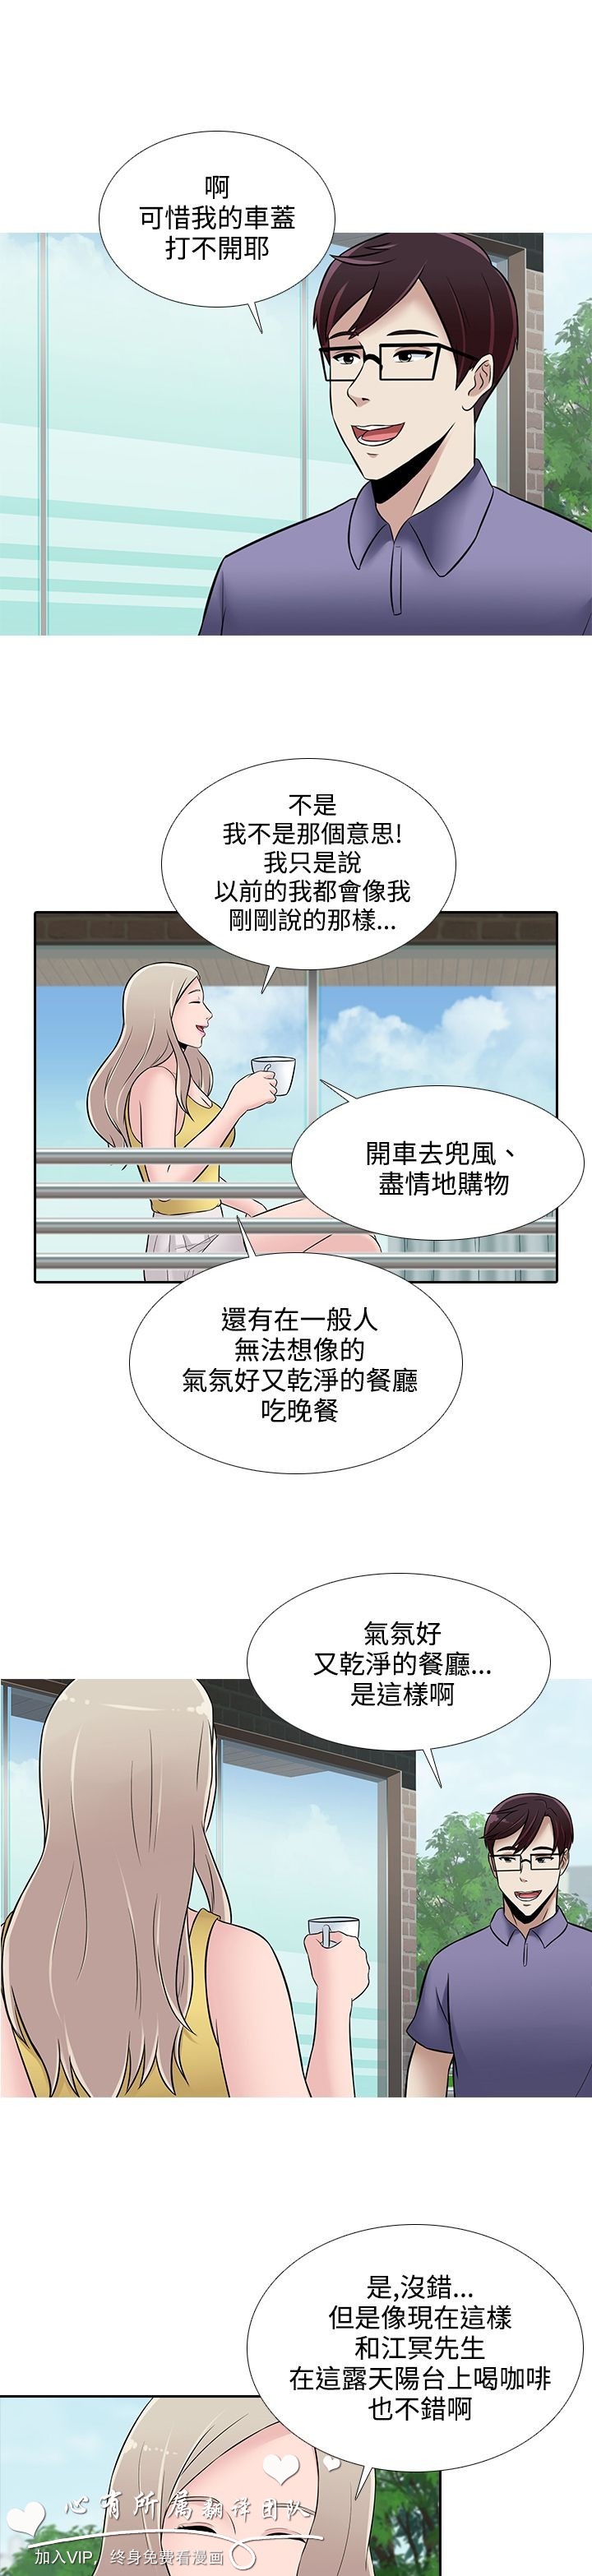 啊
可惜我的車蓋
打不開耶
不是
我不是那個意思!
我只是說
以前的我都會像我
剛剛說的那樣...
開車去兜風、
盡情地購物
還有在一般人
無法想像的
氣氛好又乾淨的餐廳
吃晚餐
氣氛好
又乾淨的餐廳...
是這樣啊
是,沒錯...
但是像現在這樣
和江冥先生
在這露天陽台上喝咖啡
也不錯啊
心有所属翻译团队
加入VIP，终身免费看漫画